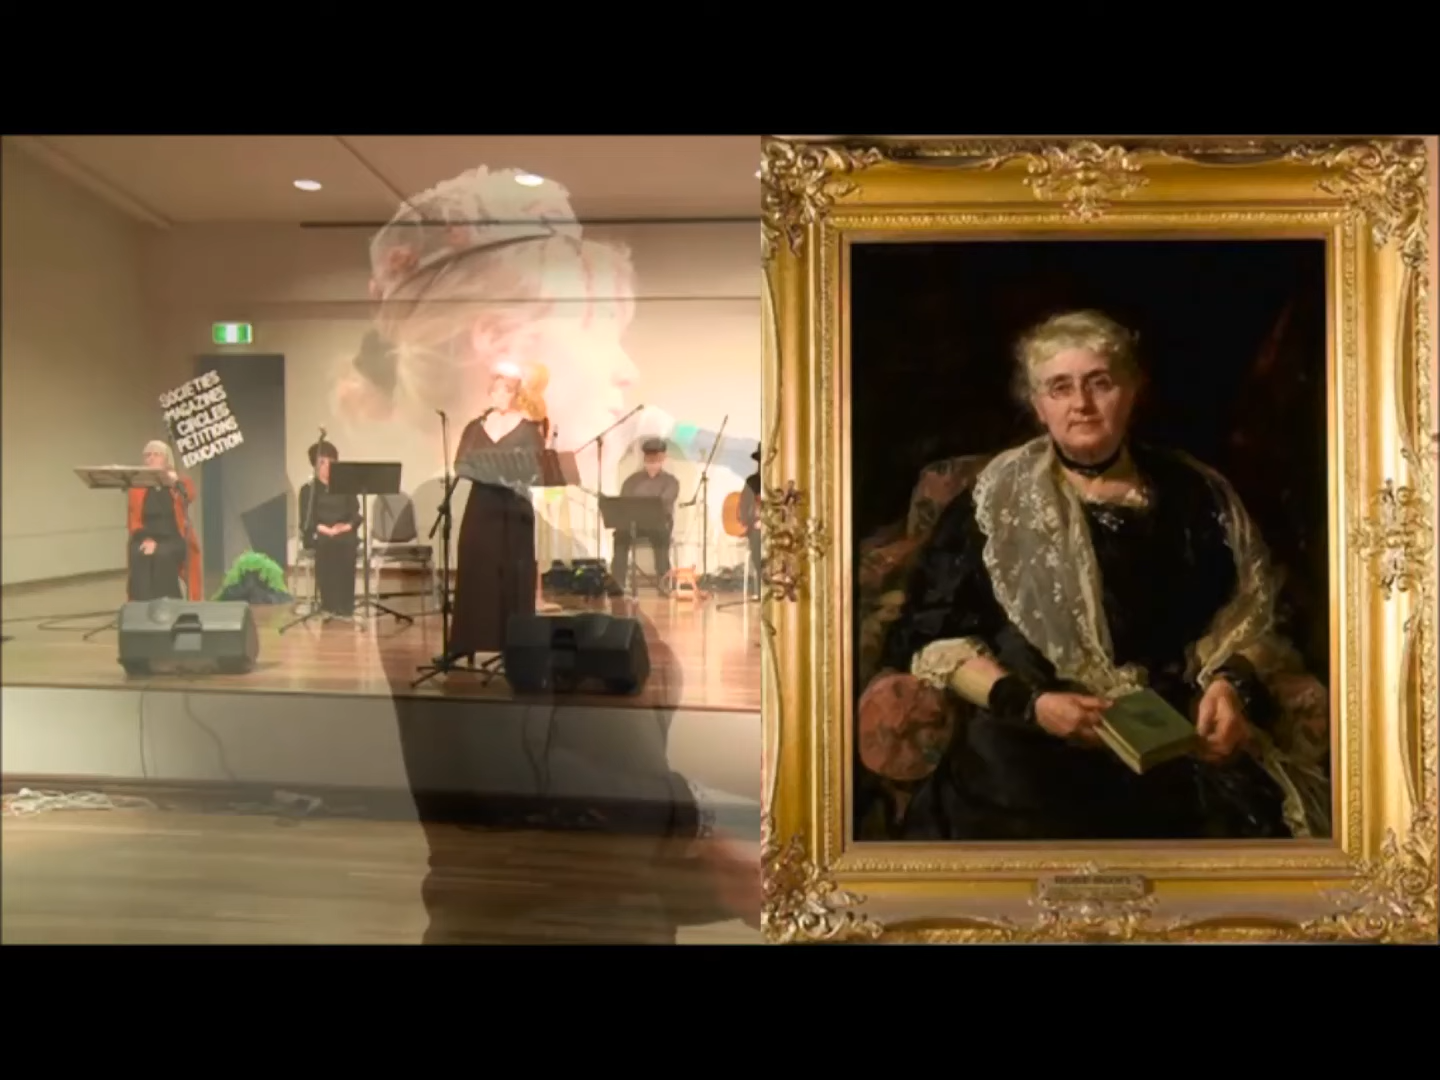 SOCIETIES
MAGAZINES
CIRCLES
PETITIONS
EDUCATION